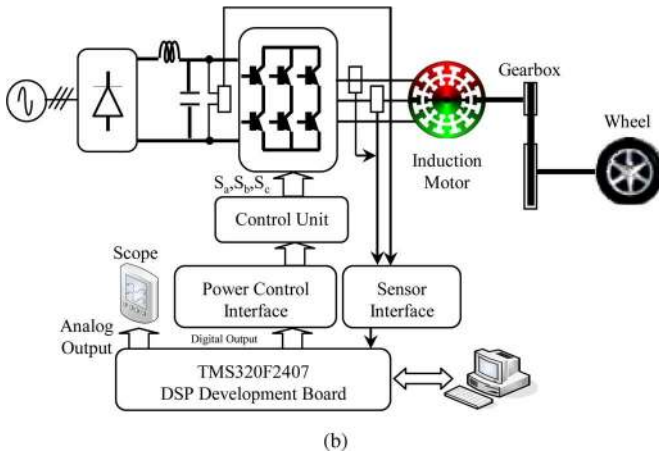 Gearbox
Wheel
Induction
Motor
Sa,Sb,Sc
Control Unit
Scope
Power Control
Interface
Sensor
Interface
Analog
Output
Digital Output
TMS320F2407
DSP Development Board
(b)